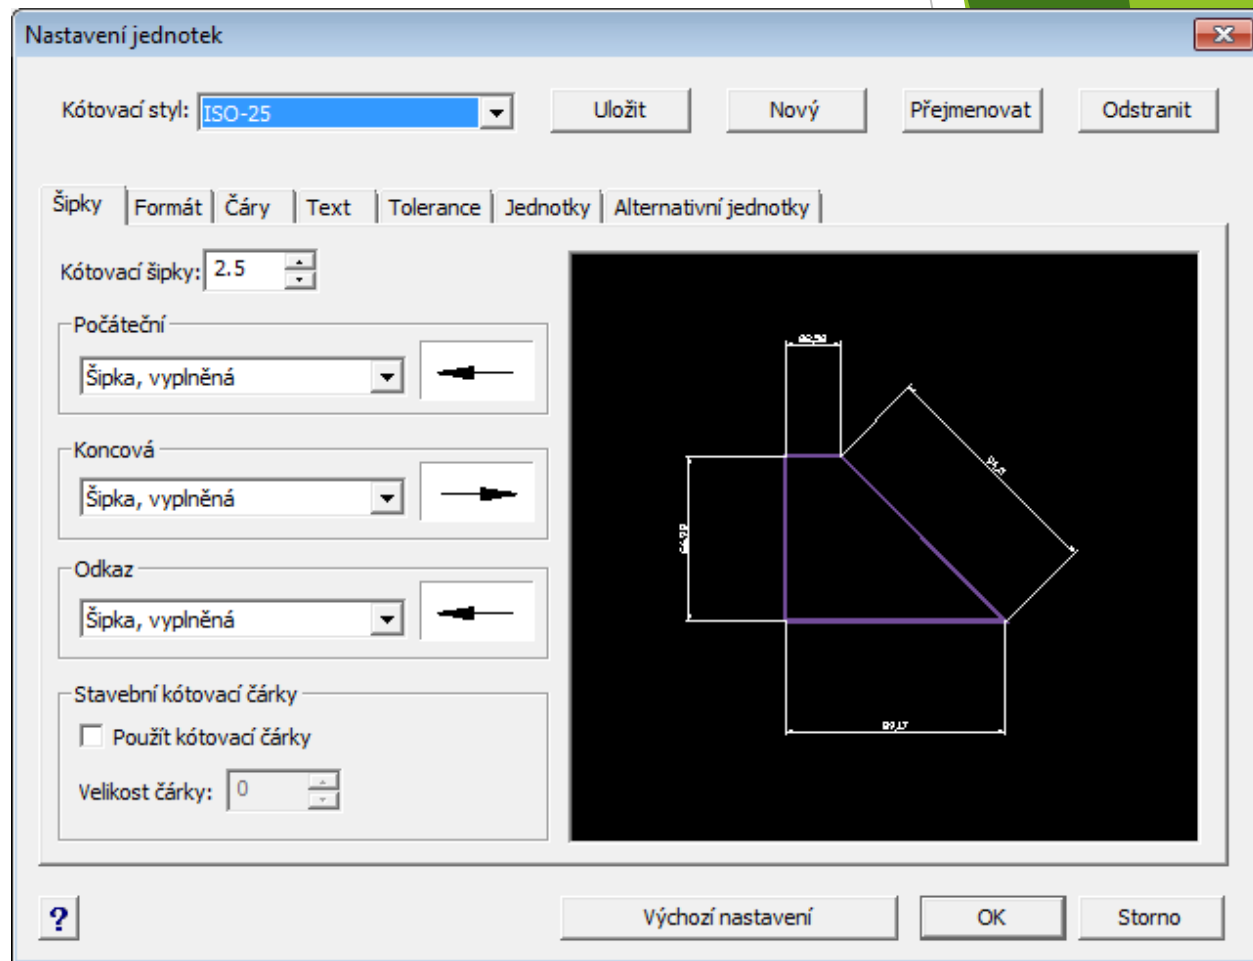 Nastavení jednotek
Kótovací styl: ISO-25 Uložit Nový Přejmenovat Odstranit
Šipky Formát Čáry Text Tolerance Jednotky Alternativní jednotky
Kótovací šipky: 2.5
Počáteční
Šipka, vyplněná
Koncová
Šipka, vyplněná
Odkaz
Šipka, vyplněná
Stavební kótovací čárky
Použít kótovací čárky
Velikost čárky: 0
? Výchozí nastavení OK Storno